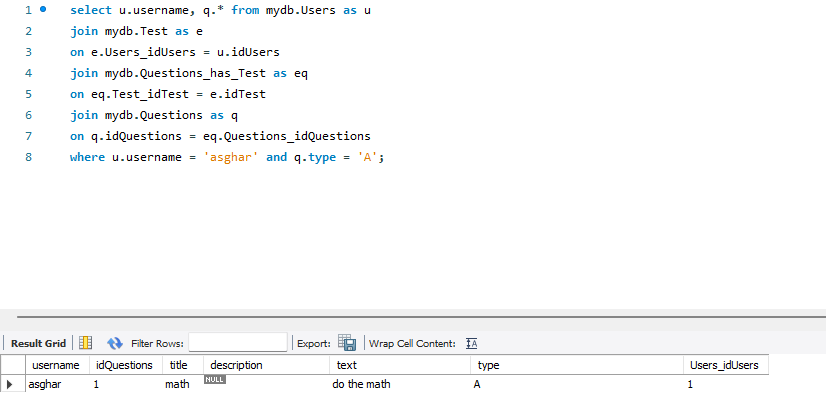 1 select u.username, q.* from mydb.Users as u
2 join mydb.Test as e
3 on e.Users_idUsers = u.idUsers
4 join mydb.Questions_has_Test as eq
5 on eq.Test_idTest = e.idTest
6 join mydb.Questions as q
7 on q.idQuestions = eq.Questions_idQuestions
8 where u.username = 'asghar' and q.type = 'A';
Result Grid Filter Rows: Export: Wrap Cell Content: IA
username idQuestions title description text type Users_idUsers
asghar 1 math NULL do the math A 1